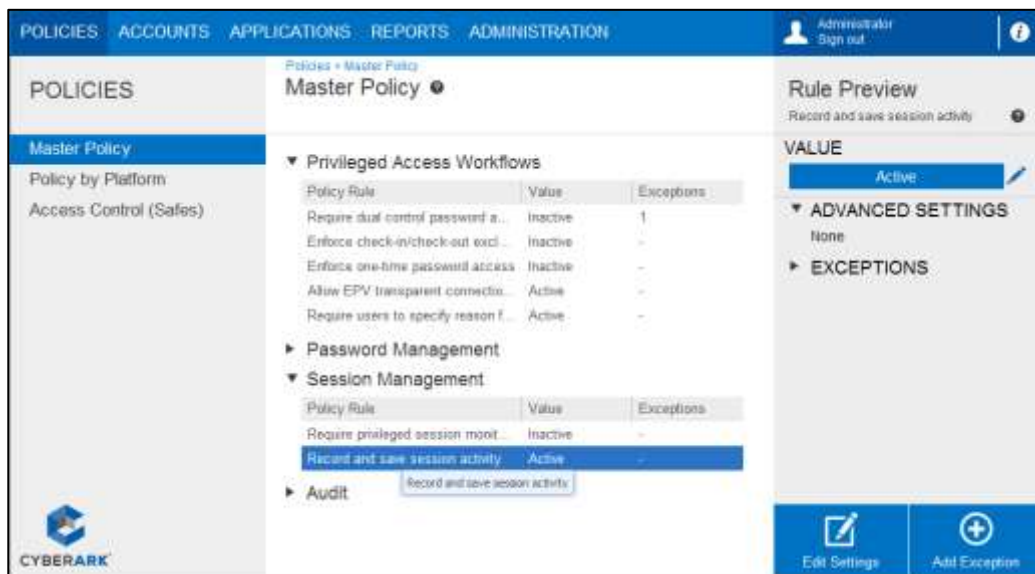 POLICIES ACCOUNTS APPLICATIONS REPORTS ADMINISTRATION
Administrator
Sign out
i
POLICIES
Master Policy
Policy by Platform
Access Control (Safes)
Policies » Master Policy
Master Policy ?
Privileged Access Workflows
Policy Rule Value Exceptions
Require dual control password a... Inactive 1
Enforce check-in/check-out excl... Inactive -
Enforce one-time password access Inactive -
Allow EPV transparent connectio... Active -
Require users to specify reason f... Active -
Password Management
Session Management
Policy Rule Value Exceptions
Require privileged session monit... Inactive -
Record and save session activity Active -
Record and save session activity
Audit
Rule Preview
Record and save session activity ?
VALUE
Active
ADVANCED SETTINGS
None
EXCEPTIONS
CYBERARK
Edit Settings Add Exception